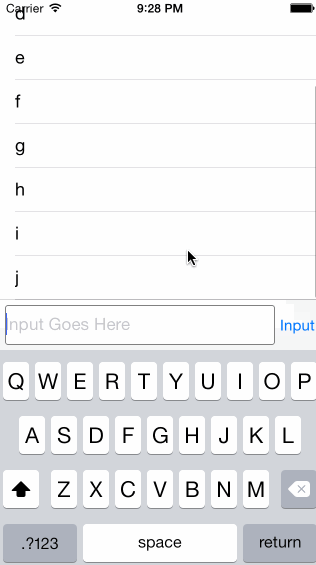 Carrier 9:28 PM
d
e
f
g
h
i
j
Input Goes Here Input
Q W E R T Y U I O P
A S D F G H J K L
Z X C V B N M
.?123 space return